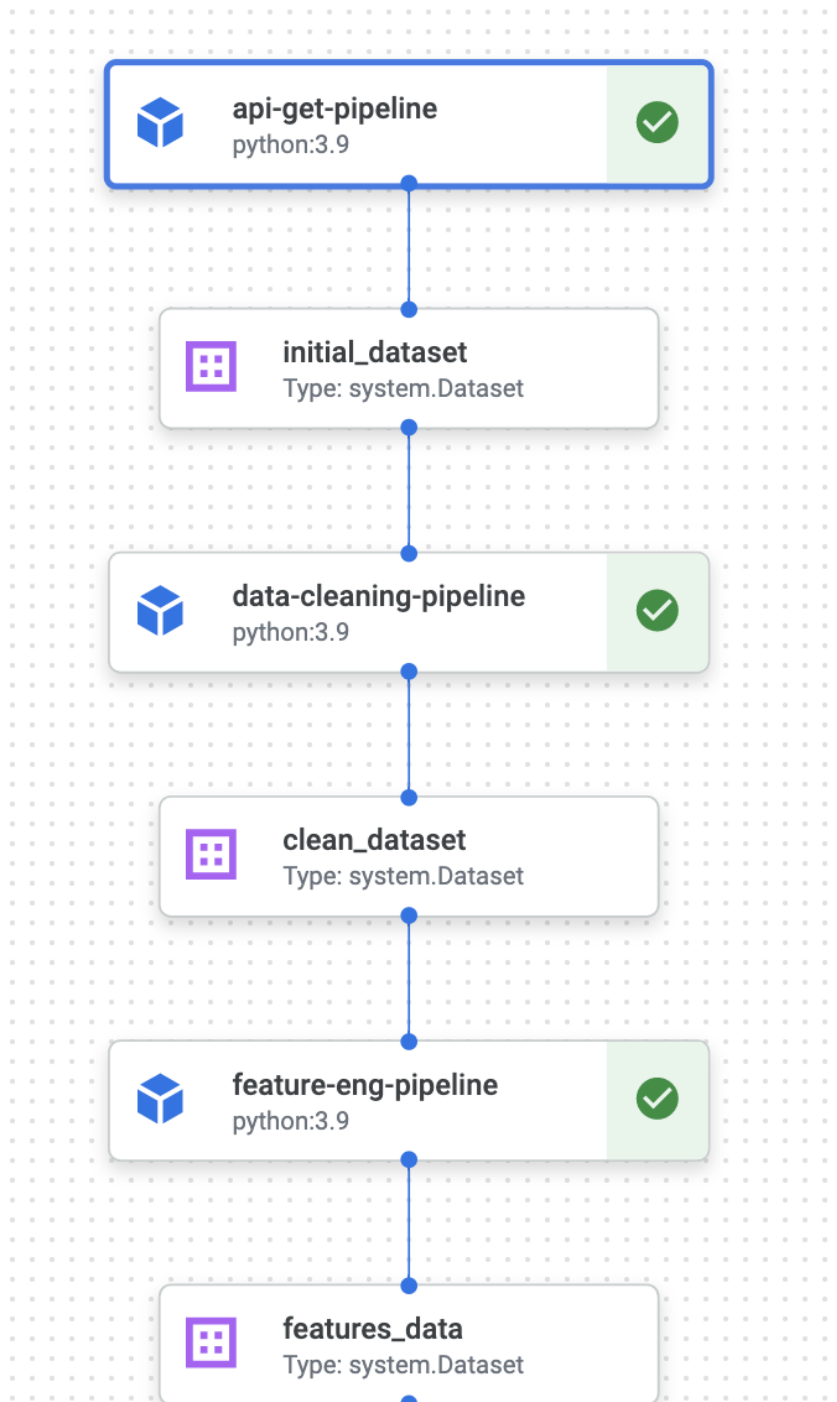 api-get-pipeline
python:3.9
initial_dataset
Type: system.Dataset
data-cleaning-pipeline
python:3.9
clean_dataset
Type: system.Dataset
feature-eng-pipeline
python:3.9
features_data
Type: system.Dataset